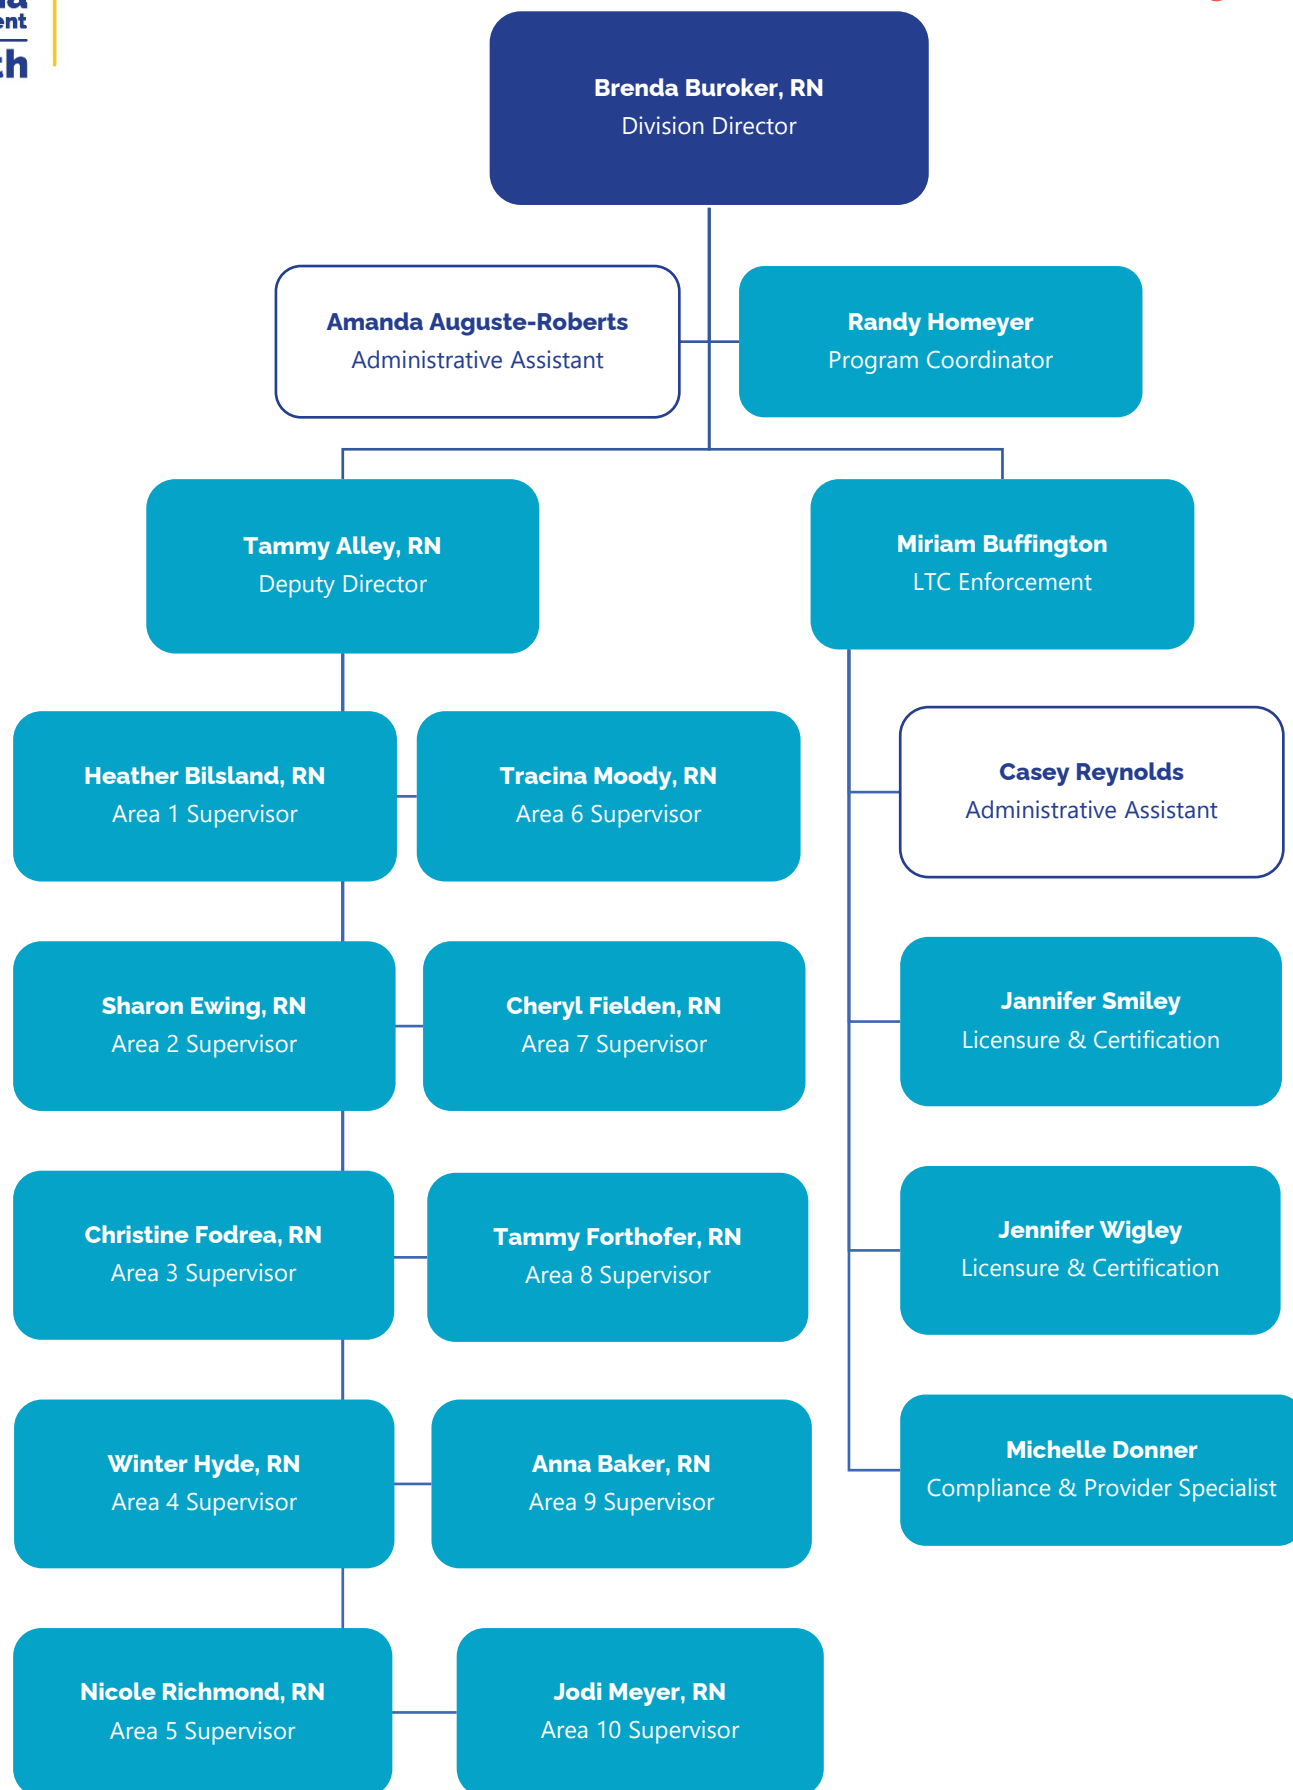 ent
Brenda Buroker, RN
Division Director
Amanda Auguste-Roberts
Administrative Assistant
Randy Homeyer
Program Coordinator
Tammy Alley, RN
Deputy Director
Miriam Buffington
LTC Enforcement
Heather Bilsland, RN
Area 1 Supervisor
Tracina Moody, RN
Area 6 Supervisor
Casey Reynolds
Administrative Assistant
Sharon Ewing, RN
Area 2 Supervisor
Cheryl Fielden, RN
Area 7 Supervisor
Jannifer Smiley
Licensure & Certification
Christine Fodrea, RN
Area 3 Supervisor
Tammy Forthofer, RN
Area 8 Supervisor
Jennifer Wigley
Licensure & Certification
Winter Hyde, RN
Area 4 Supervisor
Anna Baker, RN
Area 9 Supervisor
Michelle Donner
Compliance & Provider Specialist
Nicole Richmond, RN
Area 5 Supervisor
Jodi Meyer, RN
Area 10 Supervisor